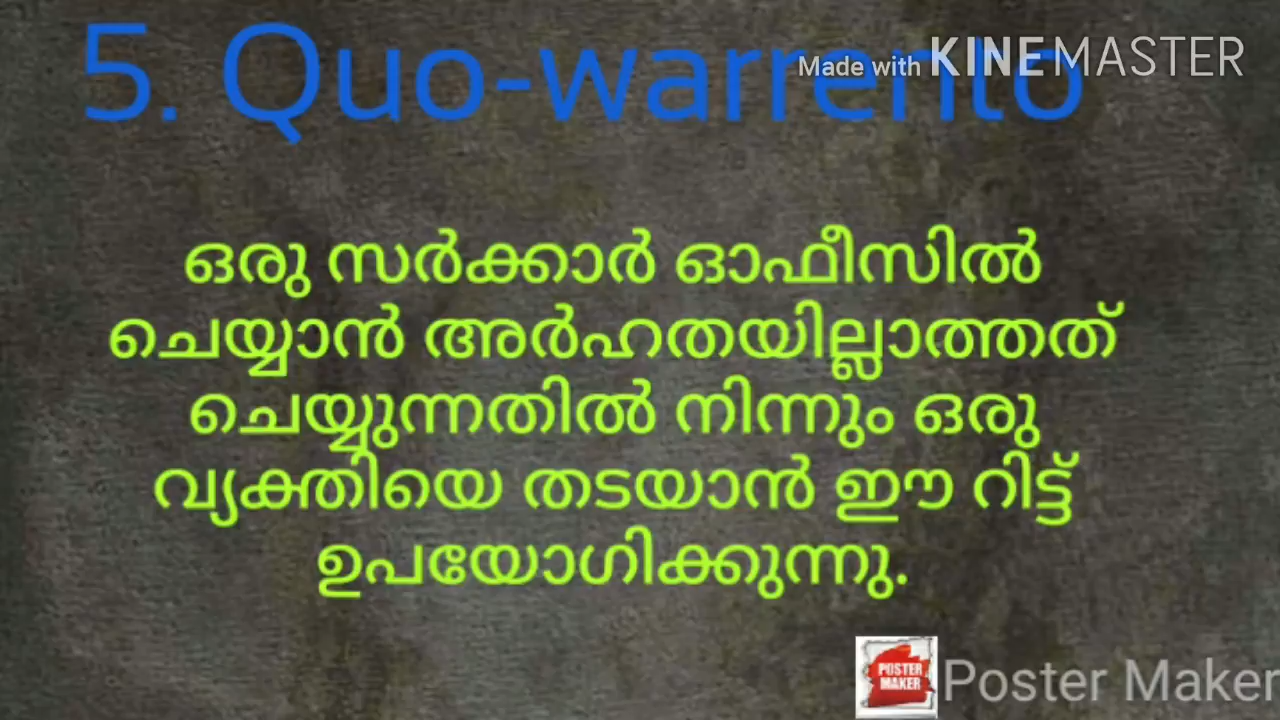 5. Quo-warrento
Made with KINEMASTER
ഒരു സർക്കാർ ഓഫീസിൽ
ചെയ്യാൻ അർഹതയില്ലാത്തത്
ചെയ്യുന്നതിൽ നിന്നും ഒരു
വ്യക്തിയെ തടയാൻ ഈ റിട്ട്
ഉപയോഗിക്കുന്നു.
POSTER
MAKER
Poster Maker